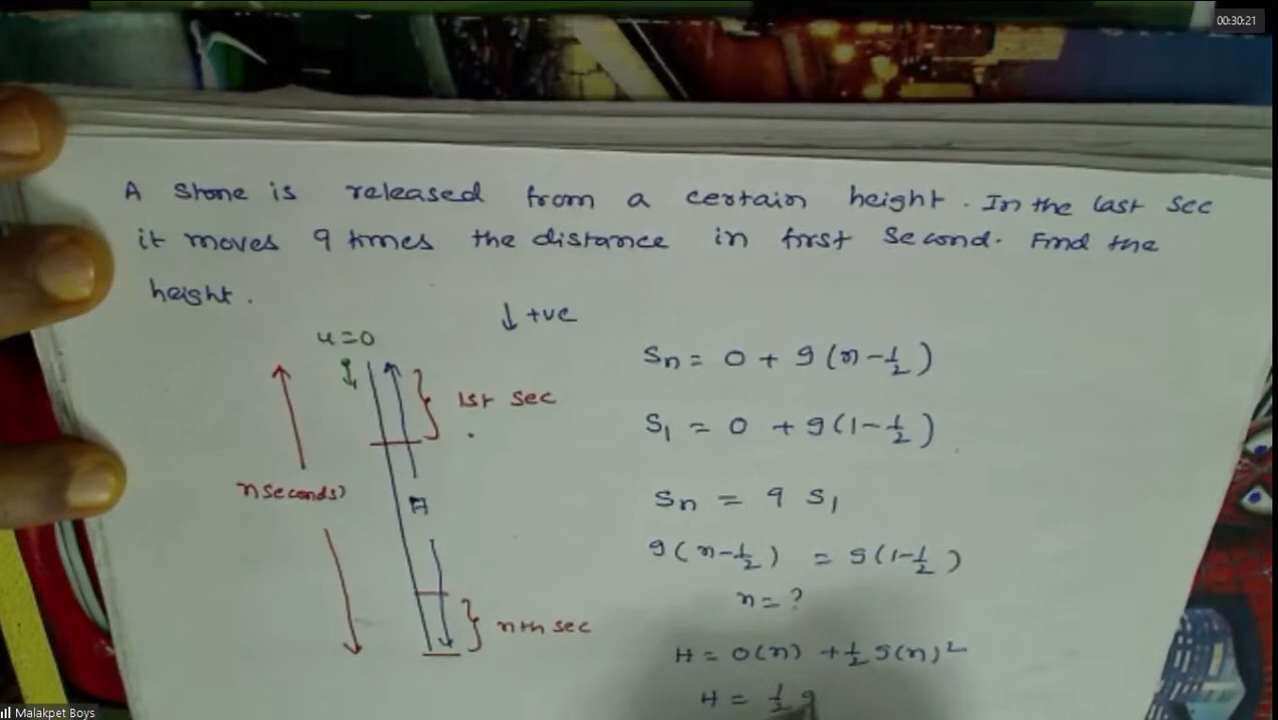 00:30:21
A stone is released from a certain height. In the last sec
it moves 9 times the distance in first second. Find the
height.
↓ +ve
u=0
1st sec
n seconds
H
nth sec
Sn = 0 + g(n-1/2)
S1 = 0 + g(1-1/2)
Sn = 9 S1
g(n-1/2) = g(1-1/2)
n = ?
H = 0(n) + 1/2 g(n)²
H = 1/2 g
Malakpet Boys